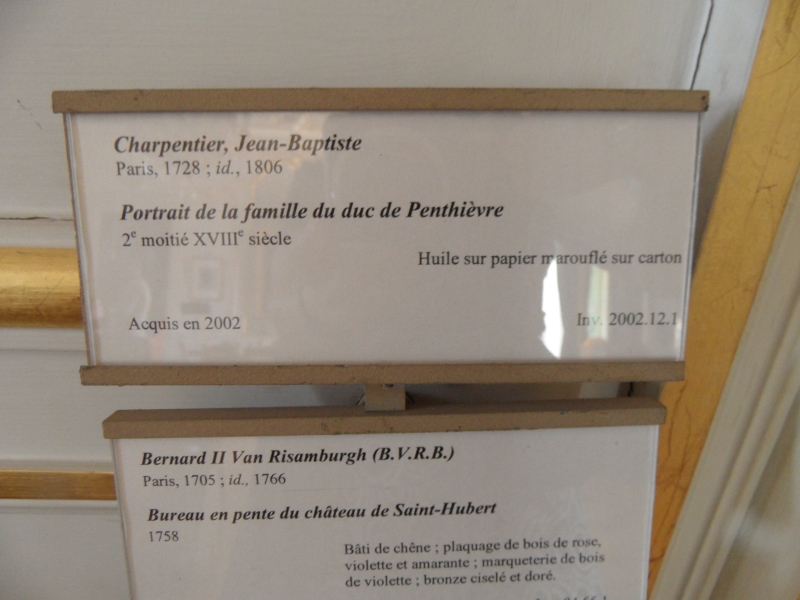 Charpentier, Jean-Baptiste
Paris, 1728 ; id., 1806
Portrait de la famille du duc de Penthièvre
2e moitié XVIIIe siècle
Huile sur papier marouflé sur carton
Acquis en 2002
Inv. 2002.12.1
Bernard II Van Risamburgh (B.V.R.B.)
Paris, 1705 ; id., 1766
Bureau en pente du château de Saint-Hubert
1758
Bâti de chêne ; plaquage de bois de rose,
violette et amarante ; marqueterie de bois
de violette ; bronze ciselé et doré.